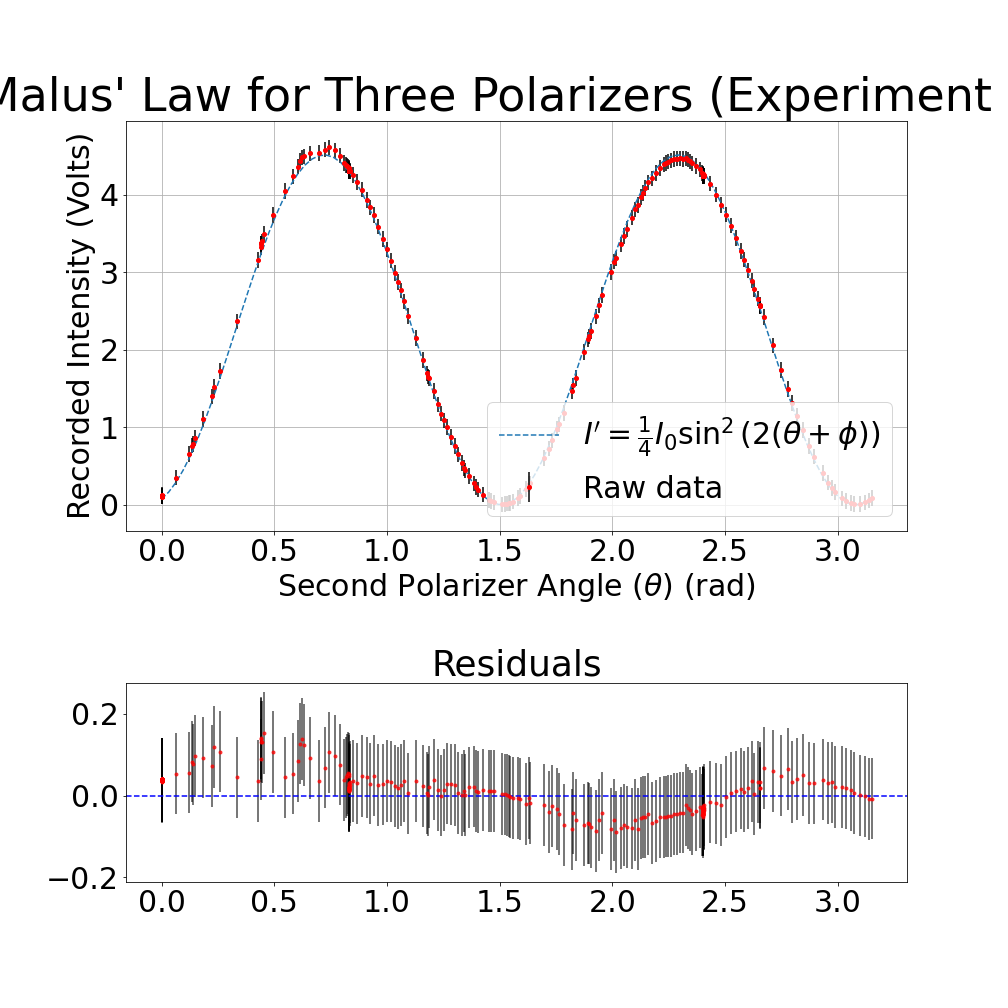 Malus' Law for Three Polarizers (Experiment
Recorded Intensity (Volts)
4
3
2
1
0
I′ = 1/4 I₀ sin² (2(θ + ϕ))
Raw data
0.0 0.5 1.0 1.5 2.0 2.5 3.0
Second Polarizer Angle (θ) (rad)
Residuals
0.2
0.0
−0.2
0.0 0.5 1.0 1.5 2.0 2.5 3.0